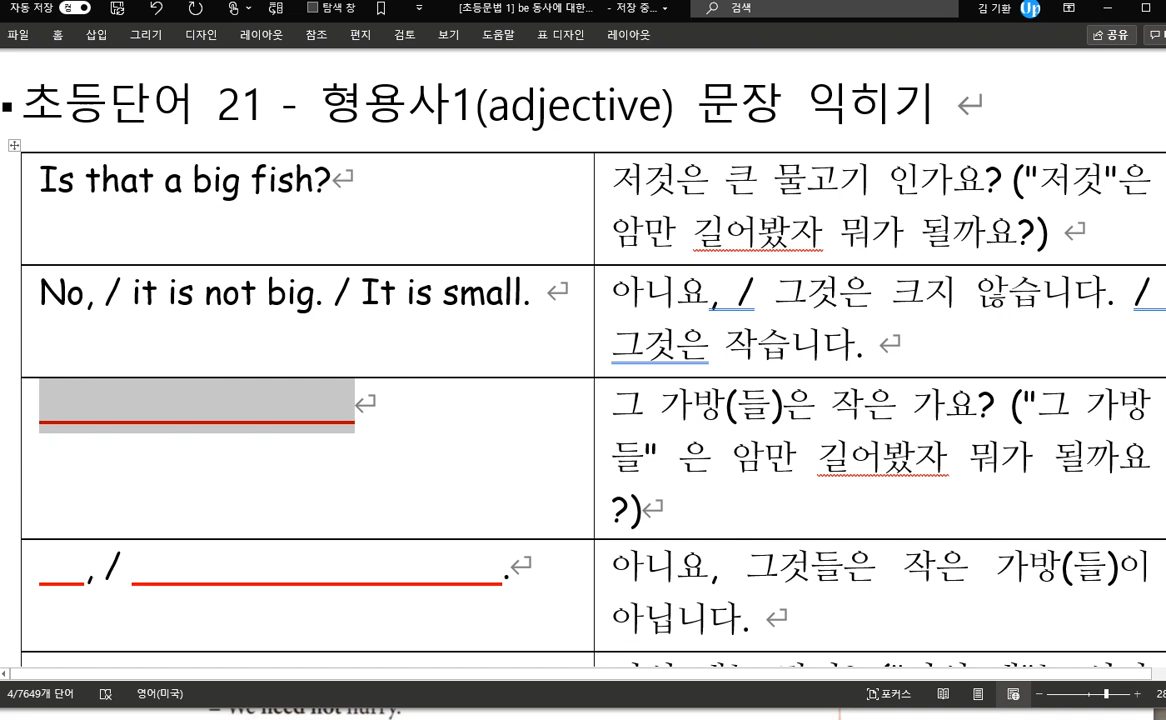 자동 저장 탐색 창 [초등문법 1] be 동사에 대한... - 저장 중... 검색 김 기환 Up
파일 홈 삽입 그리기 디자인 레이아웃 참조 편지 검토 보기 도움말 표 디자인 레이아웃 공유
초등단어 21 - 형용사1(adjective) 문장 익히기
Is that a big fish?
저것은 큰 물고기 인가요? ("저것"은
암만 길어봤자 뭐가 될까요?)
No, / it is not big. / It is small.
아니요, / 그것은 크지 않습니다. /
그것은 작습니다.
그 가방(들)은 작은 가요? ("그 가방
들" 은 암만 길어봤자 뭐가 될까요
?)
__, / ____________________.
아니요, 그것들은 작은 가방(들)이
아닙니다.
4/7649개 단어 영어(미국) 포커스 28
= We need not hurry.